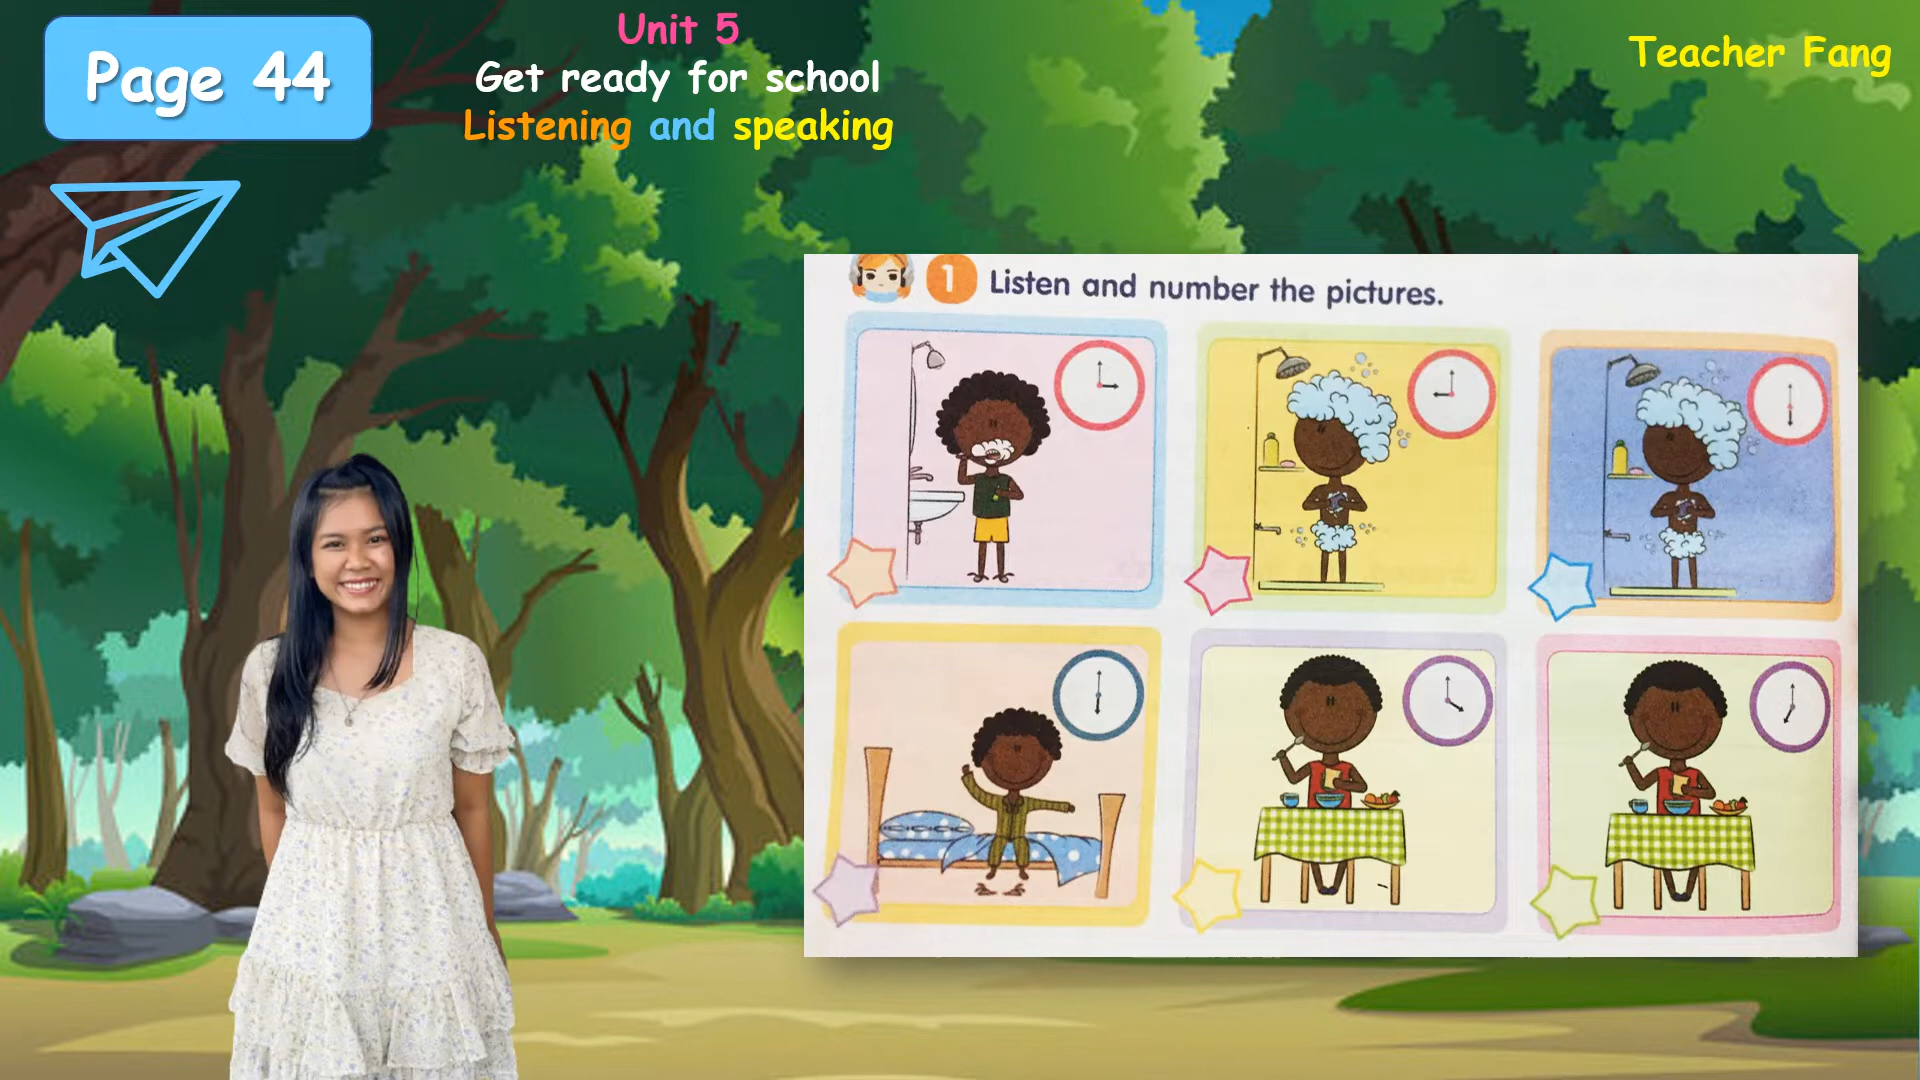 Page 44
Unit 5
Get ready for school
Listening and speaking
Teacher Fang
1 Listen and number the pictures.